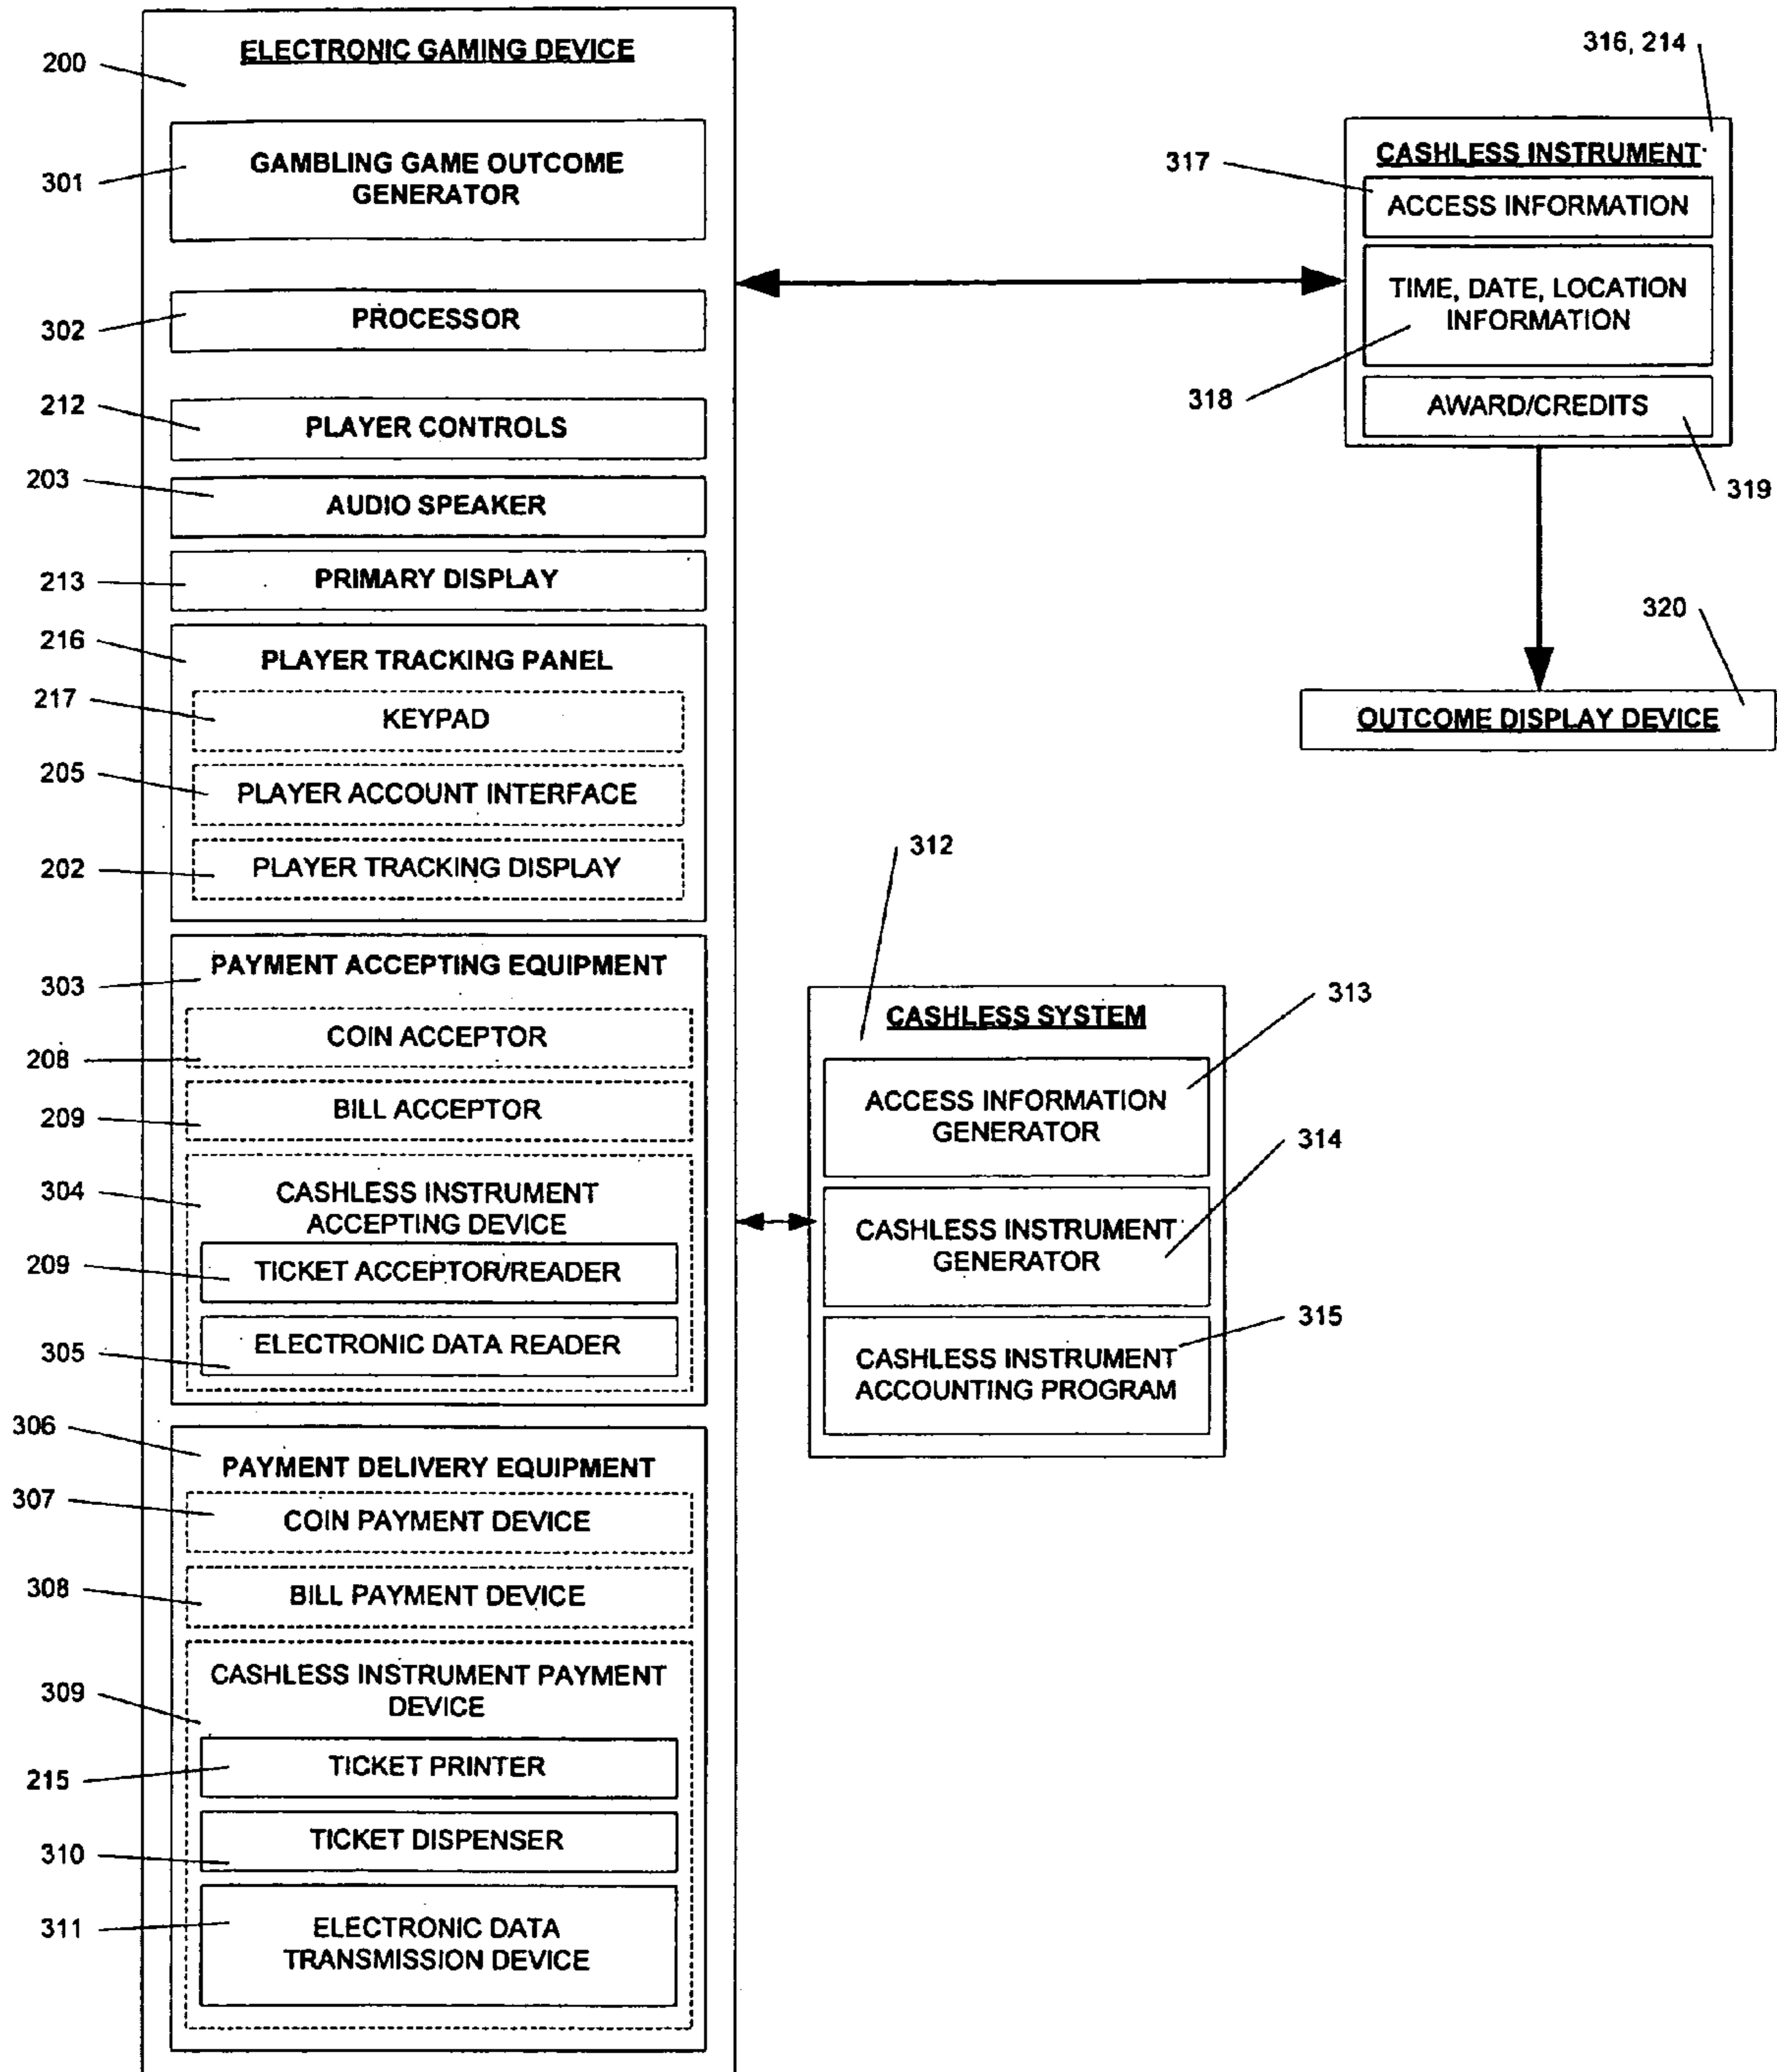 ELECTRONIC GAMING DEVICE
200
GAMBLING GAME OUTCOME
GENERATOR
301
PROCESSOR
302
212
PLAYER CONTROLS
203
AUDIO SPEAKER
213
PRIMARY DISPLAY
216
PLAYER TRACKING PANEL
217
KEYPAD
205
PLAYER ACCOUNT INTERFACE
202
PLAYER TRACKING DISPLAY
PAYMENT ACCEPTING EQUIPMENT
303
COIN ACCEPTOR
208
BILL ACCEPTOR
209
304
CASHLESS INSTRUMENT
ACCEPTING DEVICE
209
TICKET ACCEPTOR/READER
305
ELECTRONIC DATA READER
306
PAYMENT DELIVERY EQUIPMENT
307
COIN PAYMENT DEVICE
308
BILL PAYMENT DEVICE
CASHLESS INSTRUMENT PAYMENT
DEVICE
309
TICKET PRINTER
215
TICKET DISPENSER
310
311
ELECTRONIC DATA
TRANSMISSION DEVICE
316, 214
CASHLESS INSTRUMENT
317
ACCESS INFORMATION
TIME, DATE, LOCATION
INFORMATION
318
AWARD/CREDITS
319
320
OUTCOME DISPLAY DEVICE
312
CASHLESS SYSTEM
313
ACCESS INFORMATION
GENERATOR
314
CASHLESS INSTRUMENT
GENERATOR
315
CASHLESS INSTRUMENT
ACCOUNTING PROGRAM